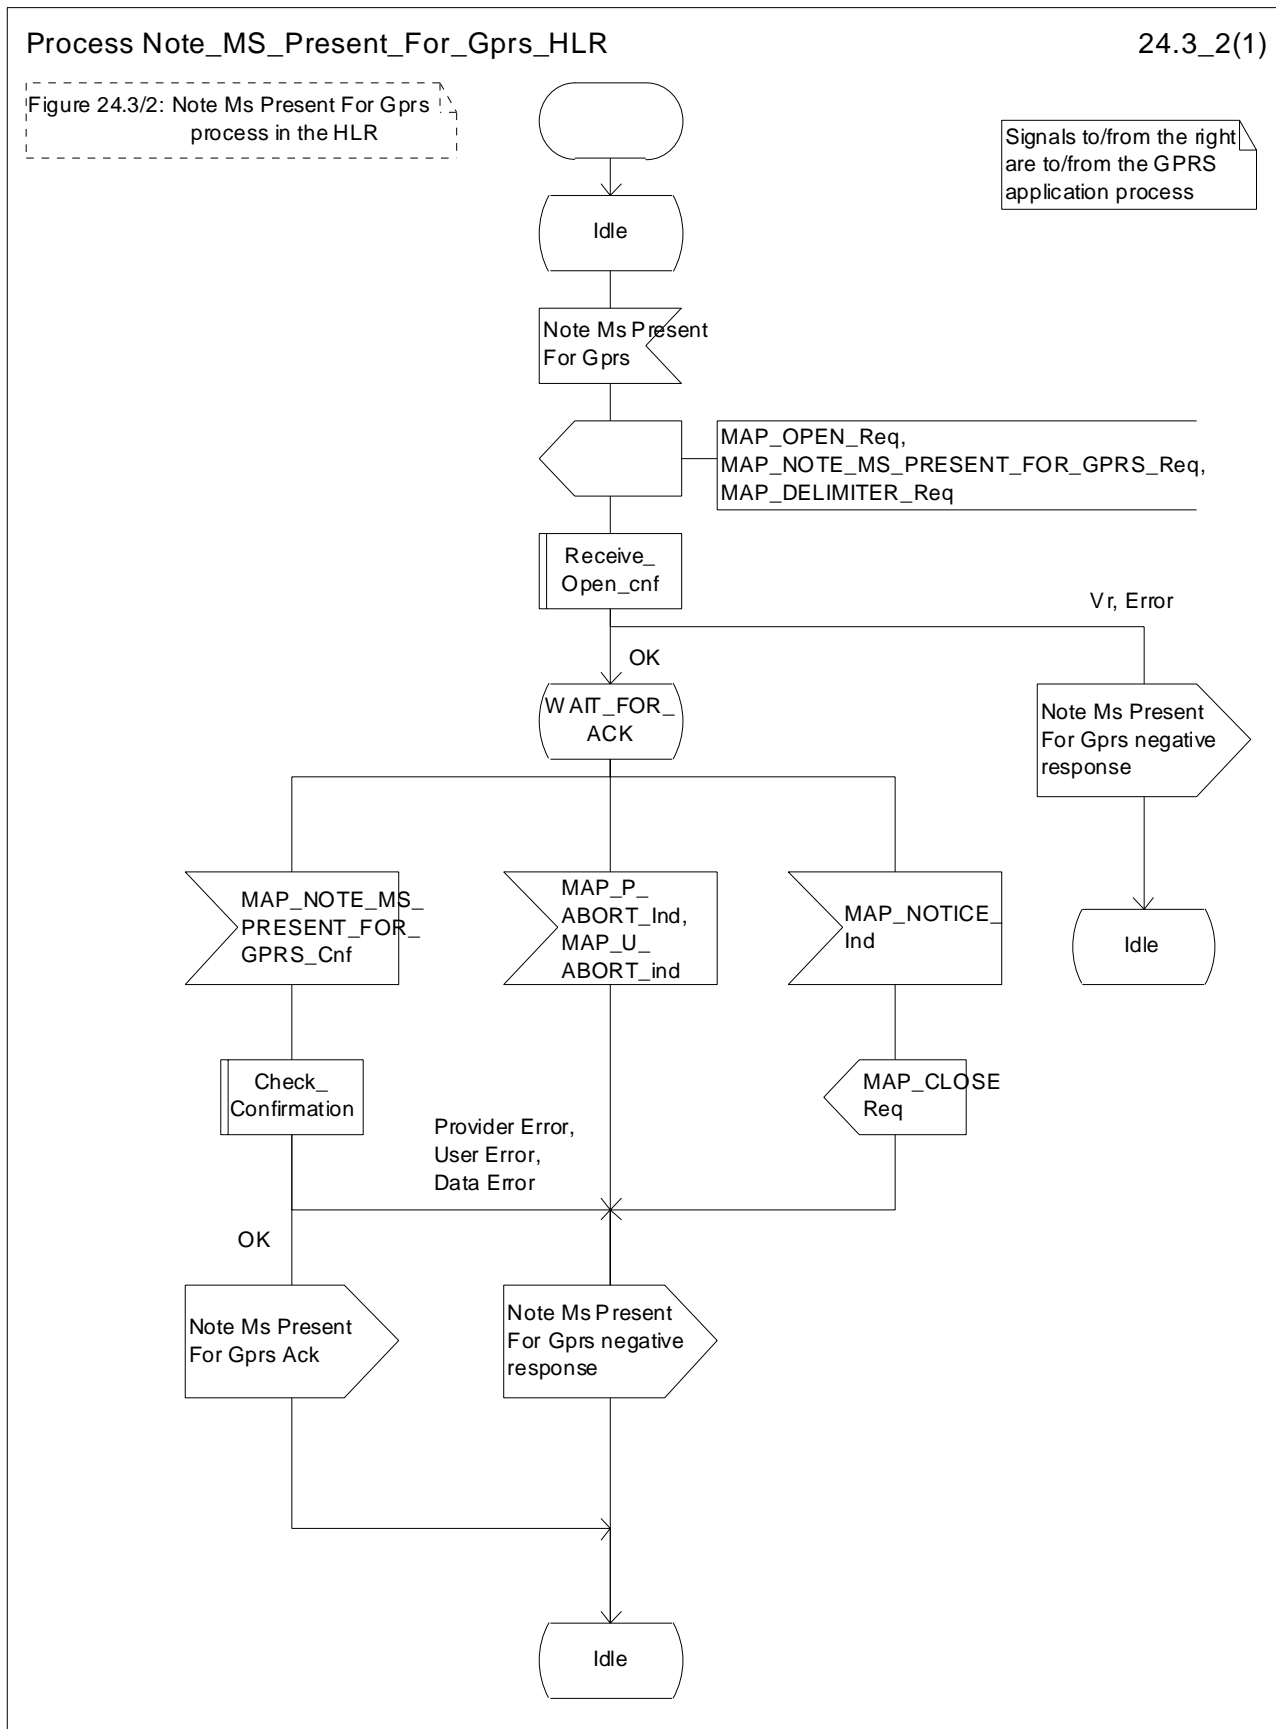 Process Note_MS_Present_For_Gprs_HLR
24.3_2(1)
Figure 24.3/2: Note Ms Present For Gprs
process in the HLR
Signals to/from the right
are to/from the GPRS
application process
Idle
Note Ms Present
For Gprs
MAP_OPEN_Req,
MAP_NOTE_MS_PRESENT_FOR_GPRS_Req,
MAP_DELIMITER_Req
Receive_
Open_cnf
Vr, Error
OK
WAIT_FOR_
ACK
Note Ms Present
For Gprs negative
response
MAP_NOTE_MS_
PRESENT_FOR_
GPRS_Cnf
MAP_P_
ABORT_Ind,
MAP_U_
ABORT_ind
MAP_NOTICE_
Ind
Idle
Check_
Confirmation
MAP_CLOSE
Req
Provider Error,
User Error,
Data Error
OK
Note Ms Present
For Gprs Ack
Note Ms Present
For Gprs negative
response
Idle